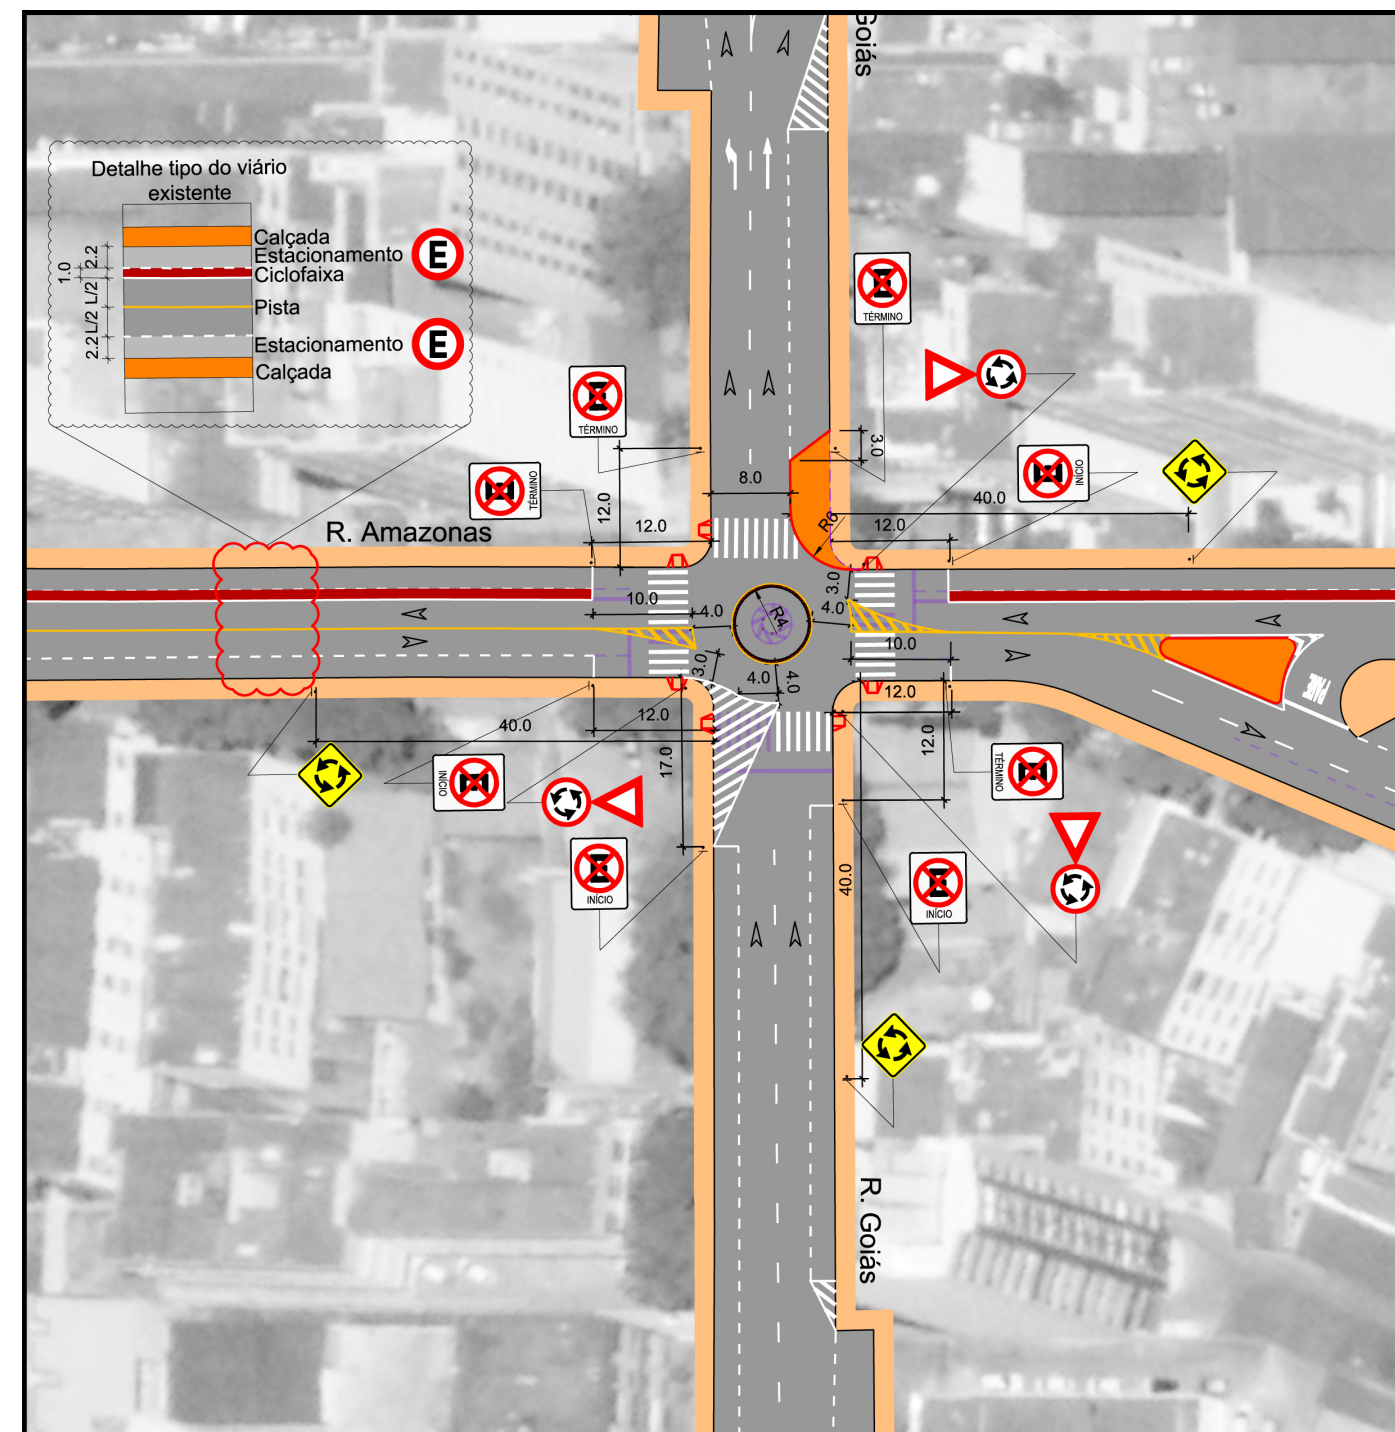 Goiás
Detalhe tipo do viário
existente
Calçada
Estacionamento
E
Ciclofaixa
Pista
Estacionamento
E
Calçada
1.0
2.2
L/2
L/2
2.2
TÉRMINO
TÉRMINO
TÉRMINO
INÍCIO
3.0
8.0
40.0
12.0
12.0
12.0
R. Amazonas
R6
3.0
10.0
4.0
R4.
4.0
10.0
3.0
4.0
4.0
12.0
PARE
40.0
12.0
17.0
12.0
INÍCIO
TÉRMINO
INÍCIO
INÍCIO
40.0
R. Goiás